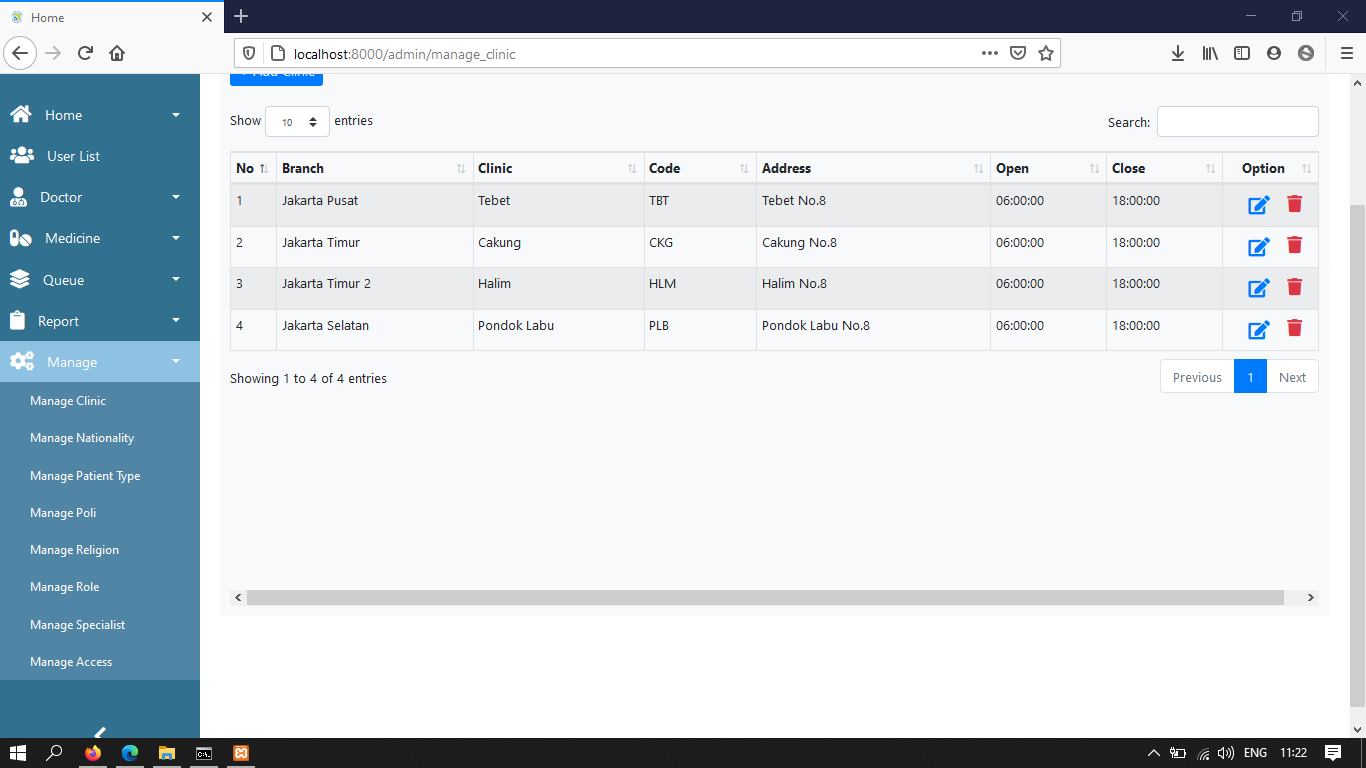 Home
localhost:8000/admin/manage_clinic
+ Add Clinic
Home
User List
Doctor
Medicine
Queue
Report
Manage
Manage Clinic
Manage Nationality
Manage Patient Type
Manage Poli
Manage Religion
Manage Role
Manage Specialist
Manage Access
Show 10 entries
Search:
No Branch Clinic Code Address Open Close Option
1 Jakarta Pusat Tebet TBT Tebet No.8 06:00:00 18:00:00
2 Jakarta Timur Cakung CKG Cakung No.8 06:00:00 18:00:00
3 Jakarta Timur 2 Halim HLM Halim No.8 06:00:00 18:00:00
4 Jakarta Selatan Pondok Labu PLB Pondok Labu No.8 06:00:00 18:00:00
Showing 1 to 4 of 4 entries
Previous 1 Next
ENG 11:22